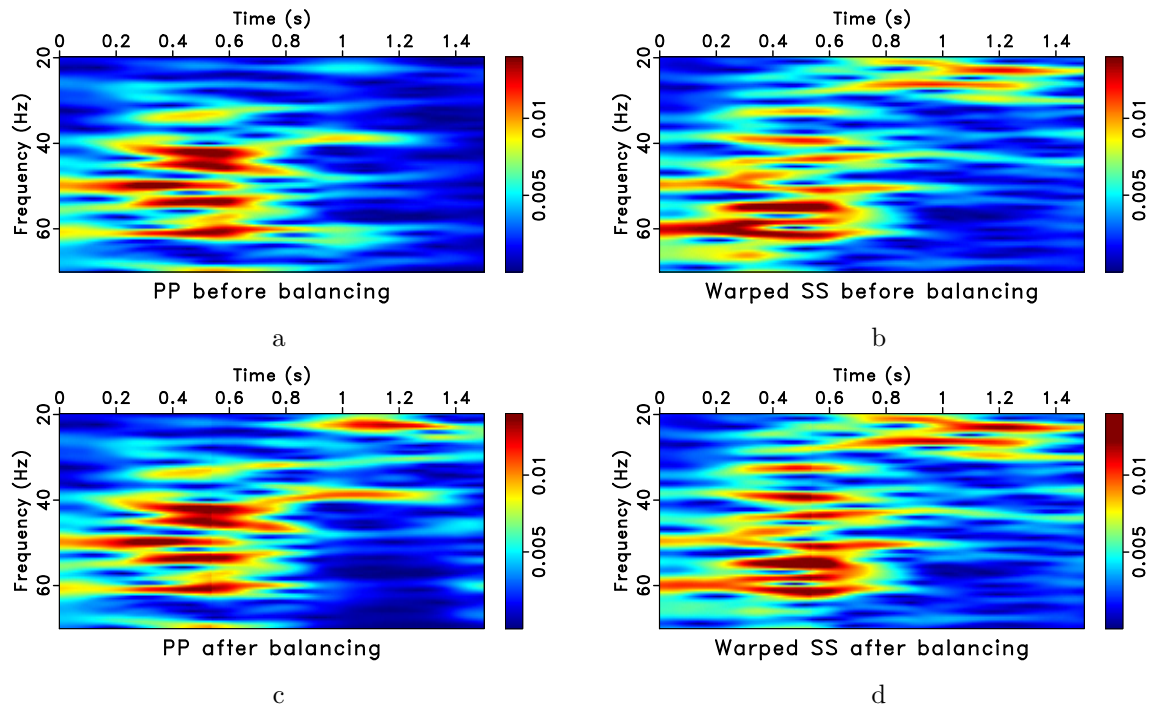 Time (s)
0 0.2 0.4 0.6 0.8 1 1.2 1.4
20
40
60
Frequency (Hz)
0.01
0.005
PP before balancing
a
Time (s)
0 0.2 0.4 0.6 0.8 1 1.2 1.4
20
40
60
Frequency (Hz)
0.01
0.005
Warped SS before balancing
b
Time (s)
0 0.2 0.4 0.6 0.8 1 1.2 1.4
20
40
60
Frequency (Hz)
0.01
0.005
PP after balancing
c
Time (s)
0 0.2 0.4 0.6 0.8 1 1.2 1.4
20
40
60
Frequency (Hz)
0.01
0.005
Warped SS after balancing
d